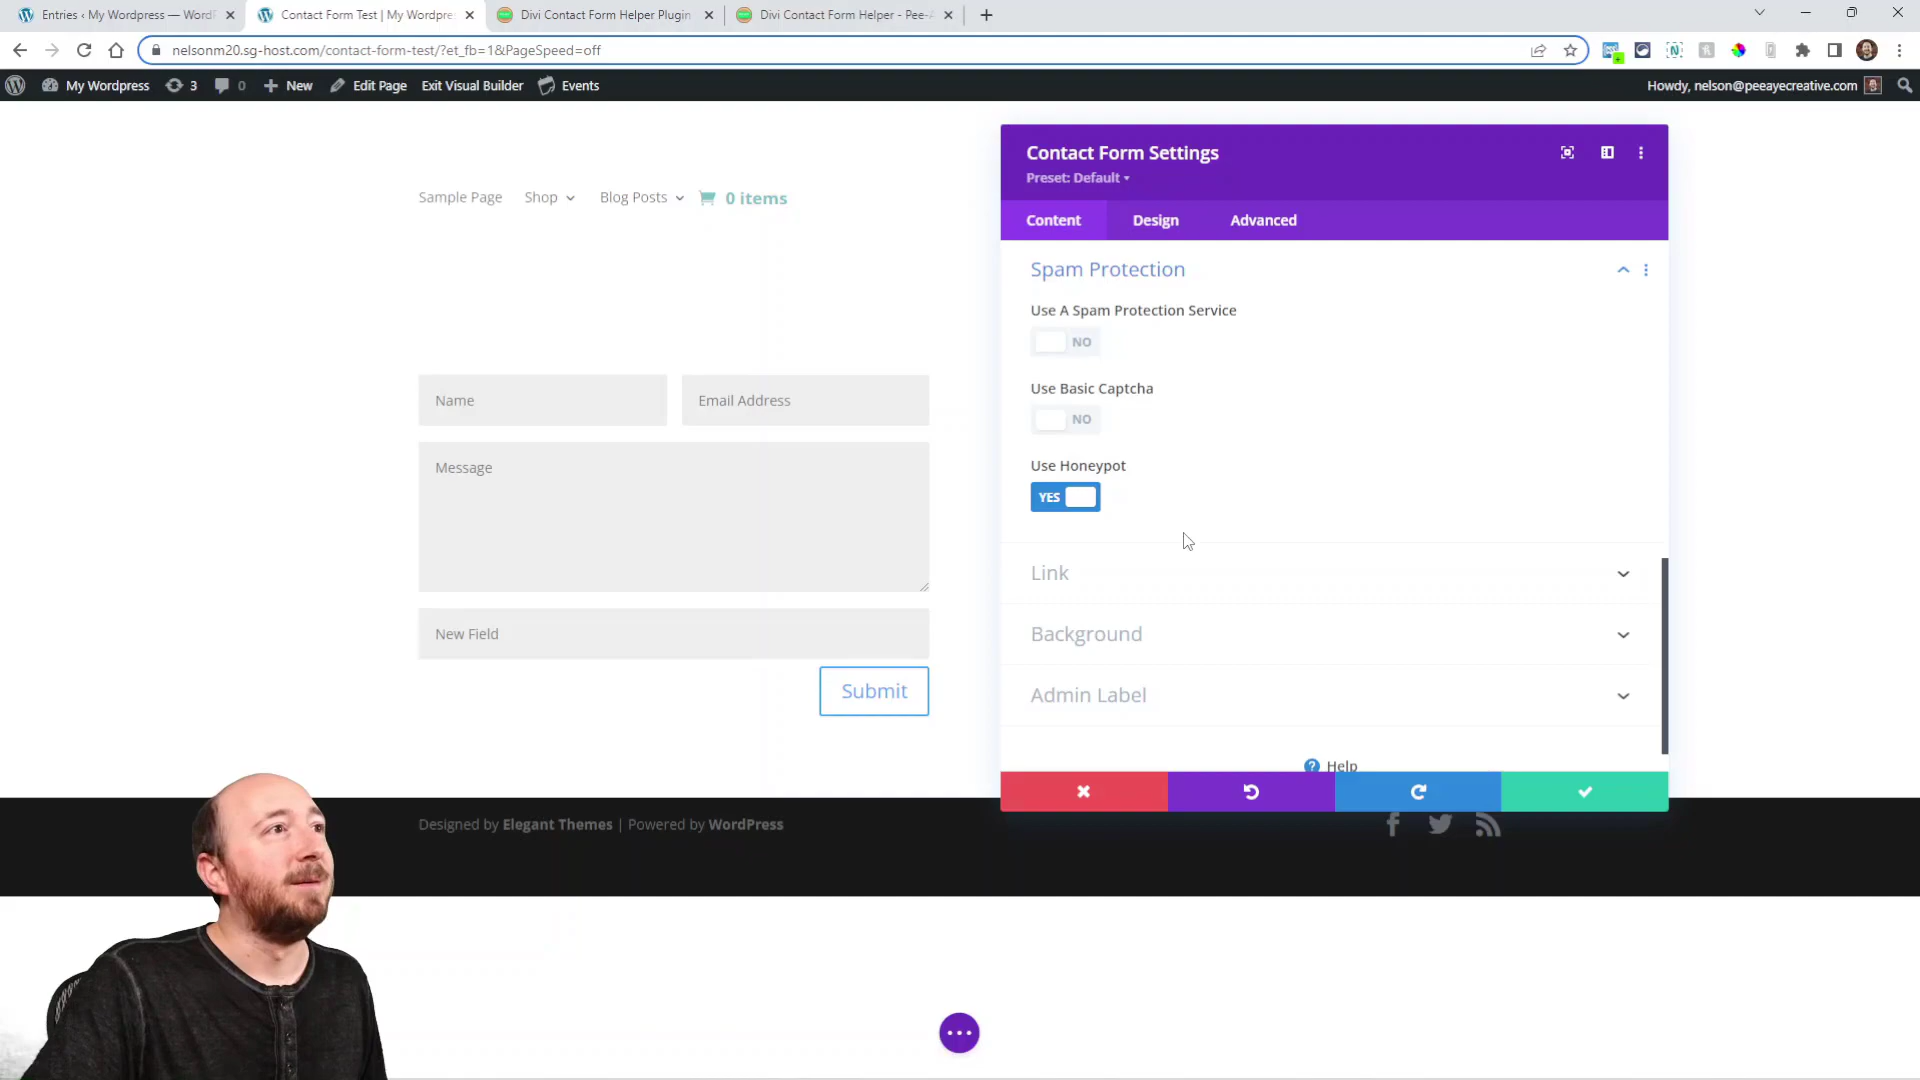 Entries ‹ My Wordpress — WordP
Contact Form Test | My Wordpres
Divi Contact Form Helper Plugin
Divi Contact Form Helper - Pee-A
nelsonm20.sg-host.com/contact-form-test/?et_fb=1&PageSpeed=off
My Wordpress
3
0
New
Edit Page
Exit Visual Builder
Events
Howdy, nelson@peeayecreative.com
Sample Page
Shop
Blog Posts
0 items
Name
Email Address
Message
New Field
Submit
Contact Form Settings
Preset: Default
Content
Design
Advanced
Spam Protection
Use A Spam Protection Service
NO
Use Basic Captcha
NO
Use Honeypot
YES
Link
Background
Admin Label
Help
Designed by Elegant Themes | Powered by WordPress